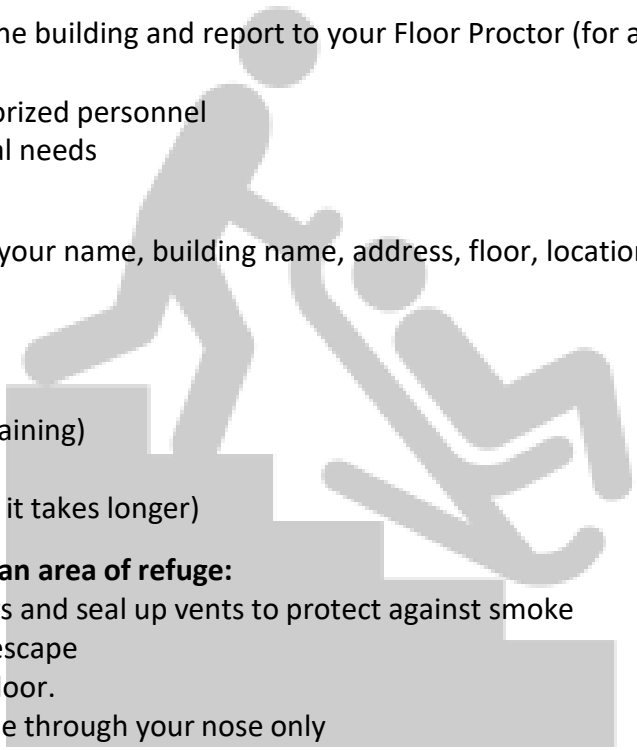 ne building and report to your Floor Proctor (for a
rized personnel
al needs
your name, building name, address, floor, location
aining)
it takes longer)
an area of refuge:
s and seal up vents to protect against smoke
escape
loor.
e through your nose only